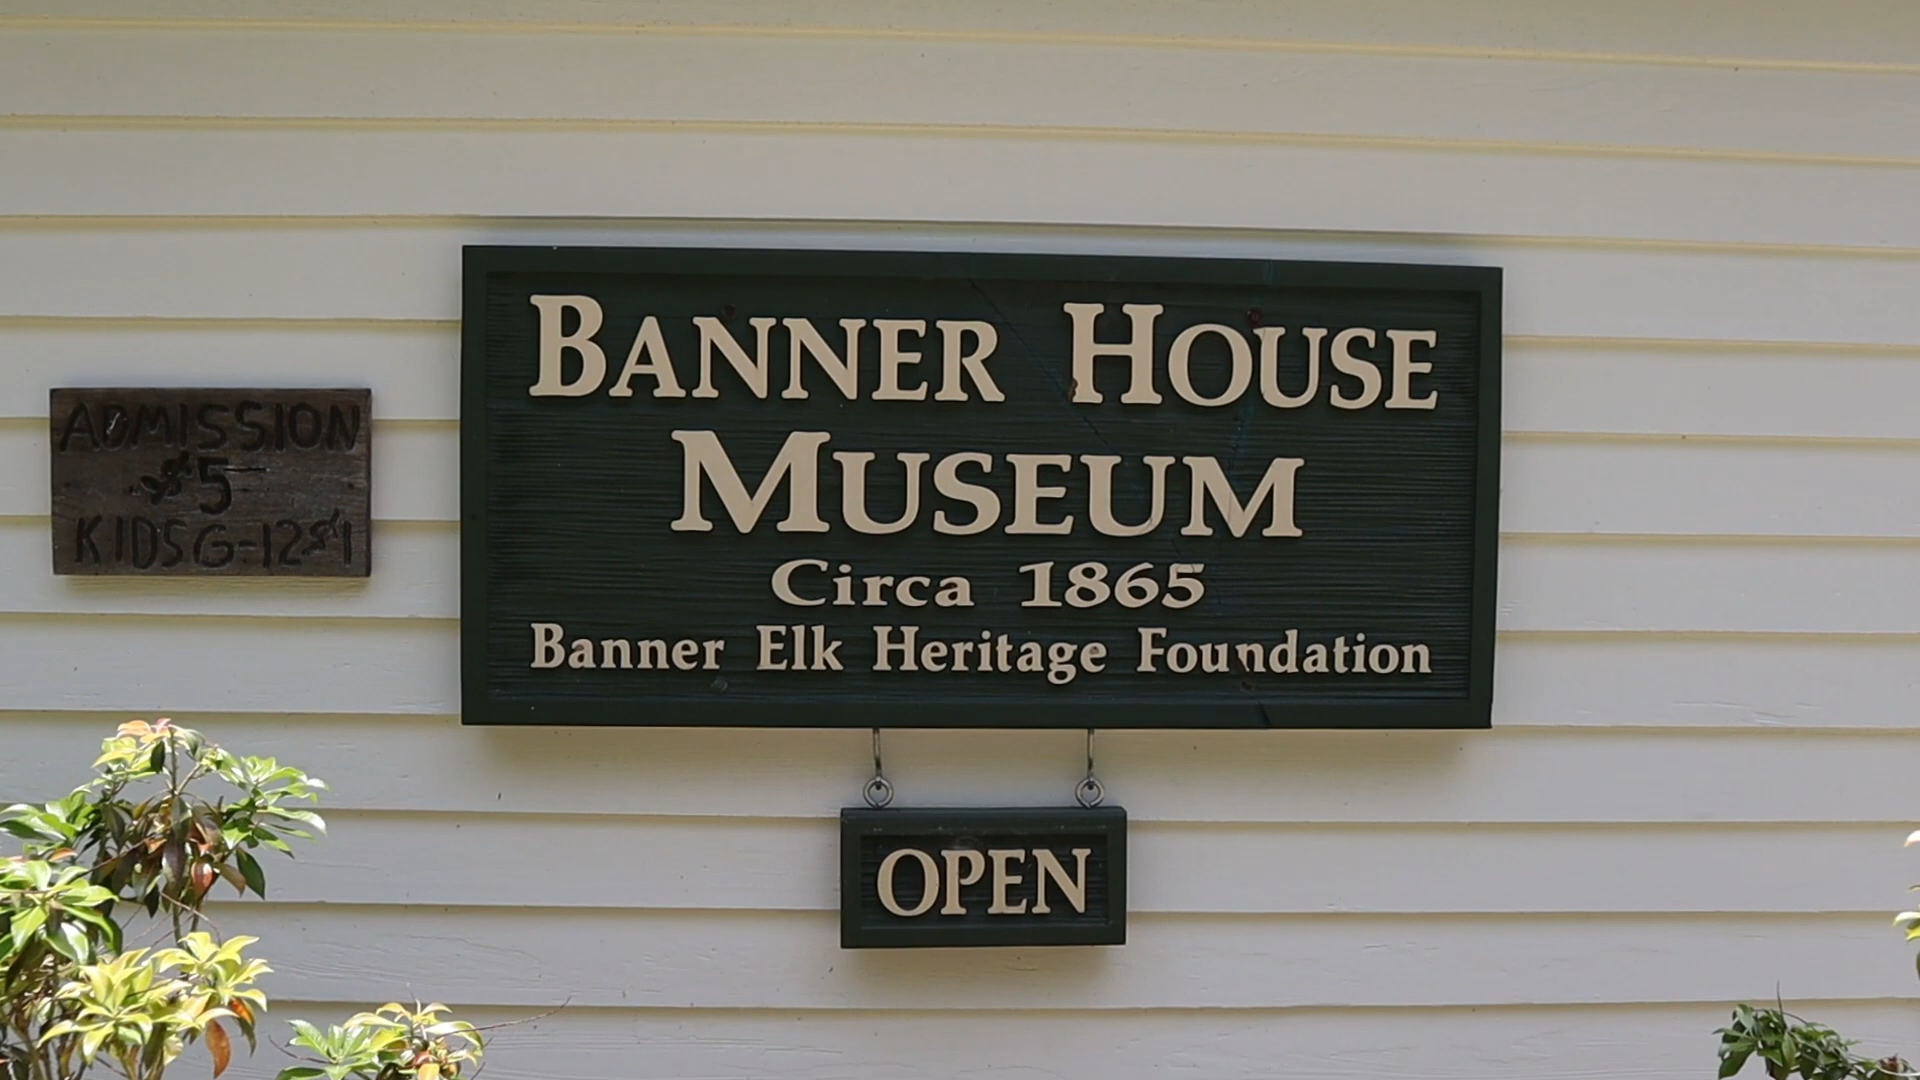 BANNER HOUSE
MUSEUM
Circa 1865
Banner Elk Heritage Foundation
OPEN
ADMISSION
$5
KIDS 6-12 $1